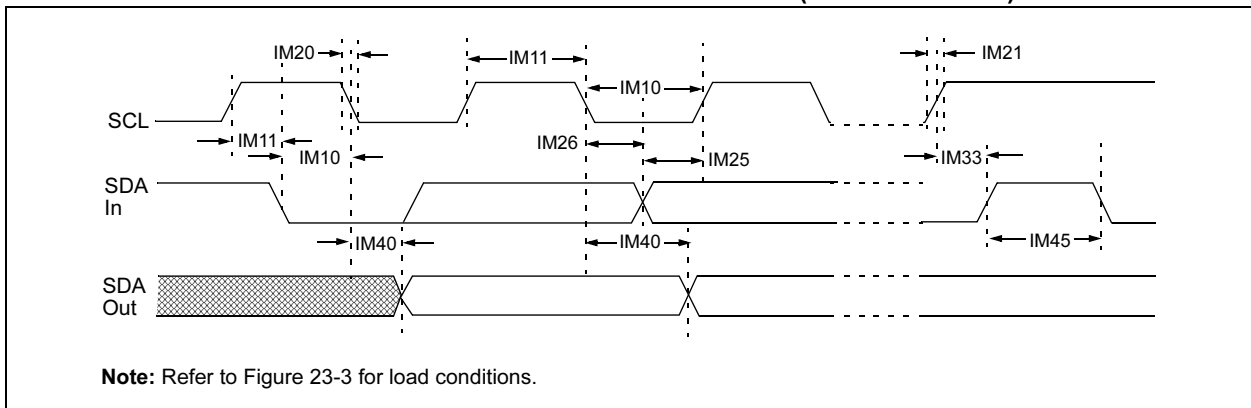 IM20
IM11
IM21
IM10
SCL
IM11
IM26
IM10
IM25
IM33
SDA
In
IM40
IM40
IM45
SDA
Out
Note: Refer to Figure 23-3 for load conditions.